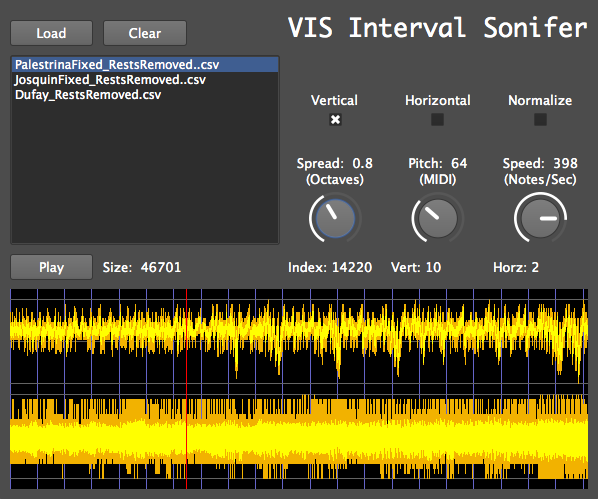 VIS Interval Sonifer
Load Clear
PalestrinaFixed_RestsRemoved..csv
JosquinFixed_RestsRemoved..csv
Dufay_RestsRemoved.csv
Vertical Horizontal Normalize
Spread: 0.8 Pitch: 64 Speed: 398
(Octaves) (MIDI) (Notes/Sec)
Play Size: 46701 Index: 14220 Vert: 10 Horz: 2